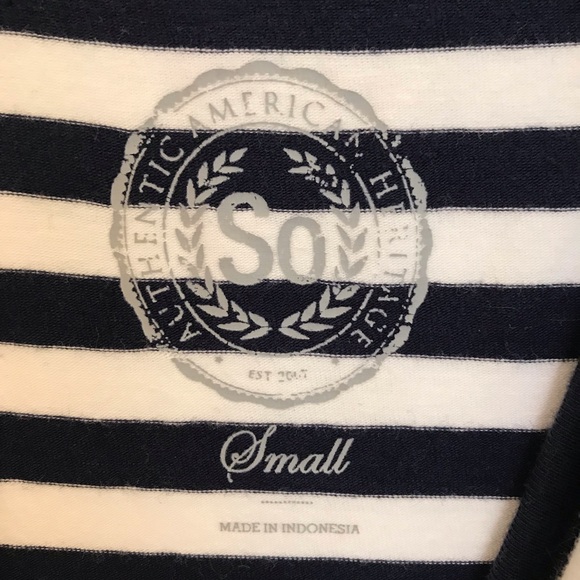 AUTHENTIC AMERICAN HERITAGE
So
EST 2007
Small
MADE IN INDONESIA